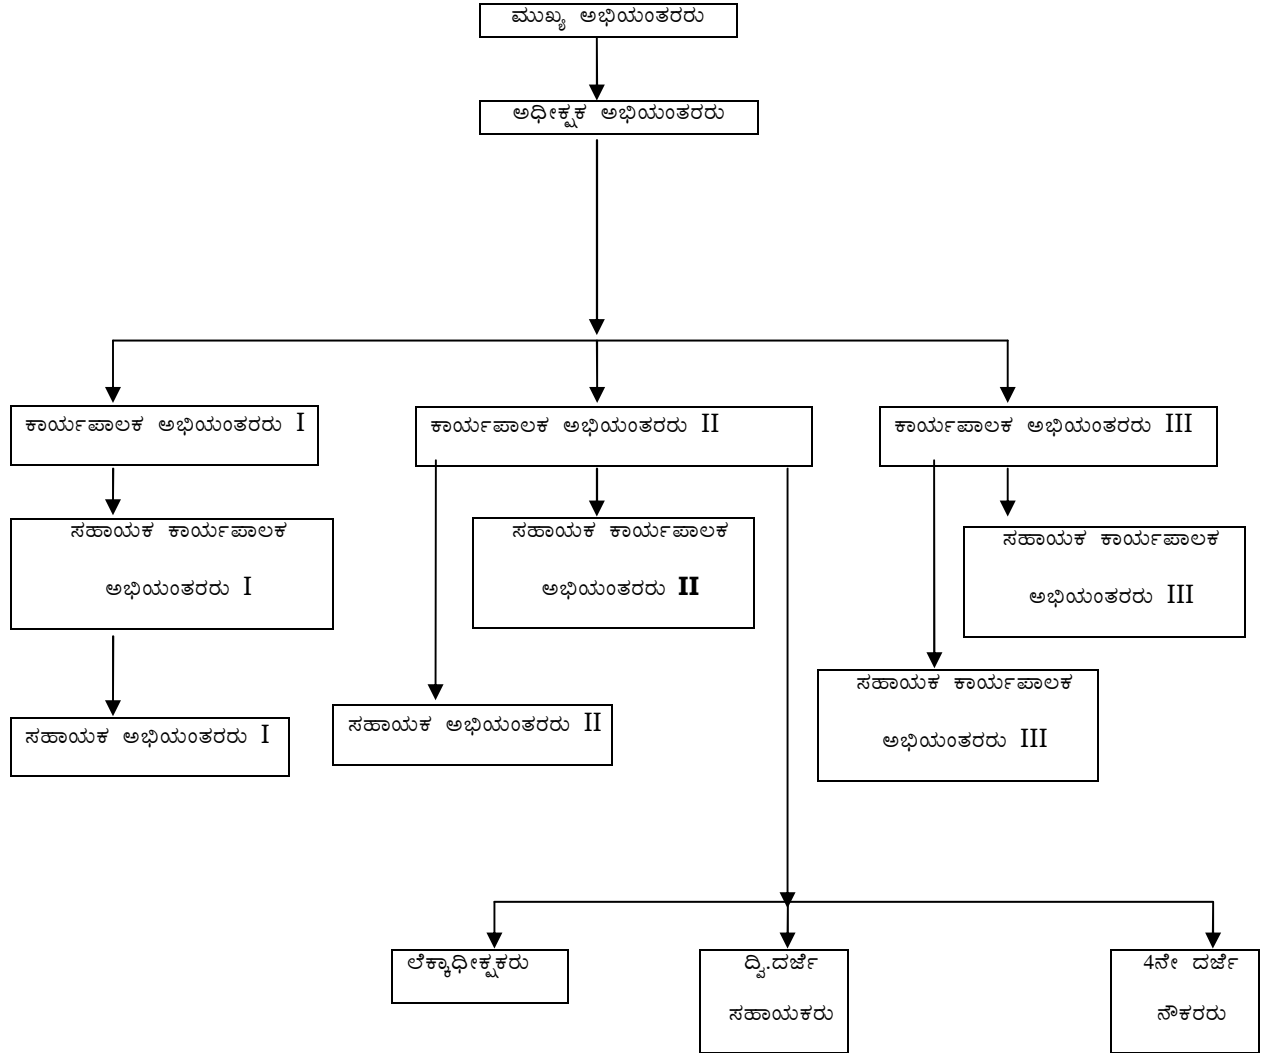 ಮುಖ್ಯ ಅಭಿಯಂತರರು
ಅಧೀಕ್ಷಕ ಅಭಿಯಂತರರು
ಕಾರ್ಯಪಾಲಕ ಅಭಿಯಂತರರು I
ಕಾರ್ಯಪಾಲಕ ಅಭಿಯಂತರರು II
ಕಾರ್ಯಪಾಲಕ ಅಭಿಯಂತರರು III
ಸಹಾಯಕ ಕಾರ್ಯಪಾಲಕ
ಅಭಿಯಂತರರು I
ಸಹಾಯಕ ಕಾರ್ಯಪಾಲಕ
ಅಭಿಯಂತರರು II
ಸಹಾಯಕ ಕಾರ್ಯಪಾಲಕ
ಅಭಿಯಂತರರು III
ಸಹಾಯಕ ಅಭಿಯಂತರರು I
ಸಹಾಯಕ ಅಭಿಯಂತರರು II
ಸಹಾಯಕ ಕಾರ್ಯಪಾಲಕ
ಅಭಿಯಂತರರು III
ಲೆಕ್ಕಾಧೀಕ್ಷಕರು
ದ್ವಿ.ದರ್ಜೆ
ಸಹಾಯಕರು
4ನೇ ದರ್ಜೆ
ನೌಕರರು